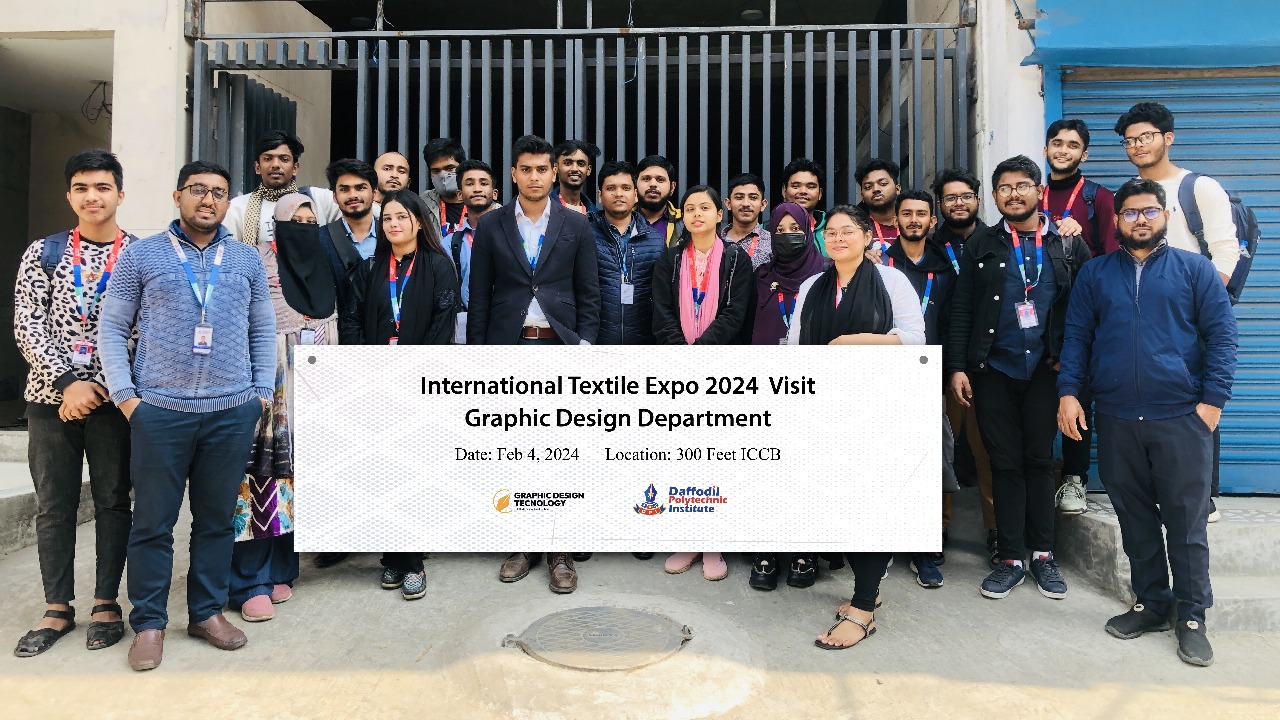 International Textile Expo 2024 Visit
Graphic Design Department
Date: Feb 4, 2024 Location: 300 Feet ICCB
GRAPHIC DESIGN
TECNOLOGY
Daffodil
Polytechnic
Institute